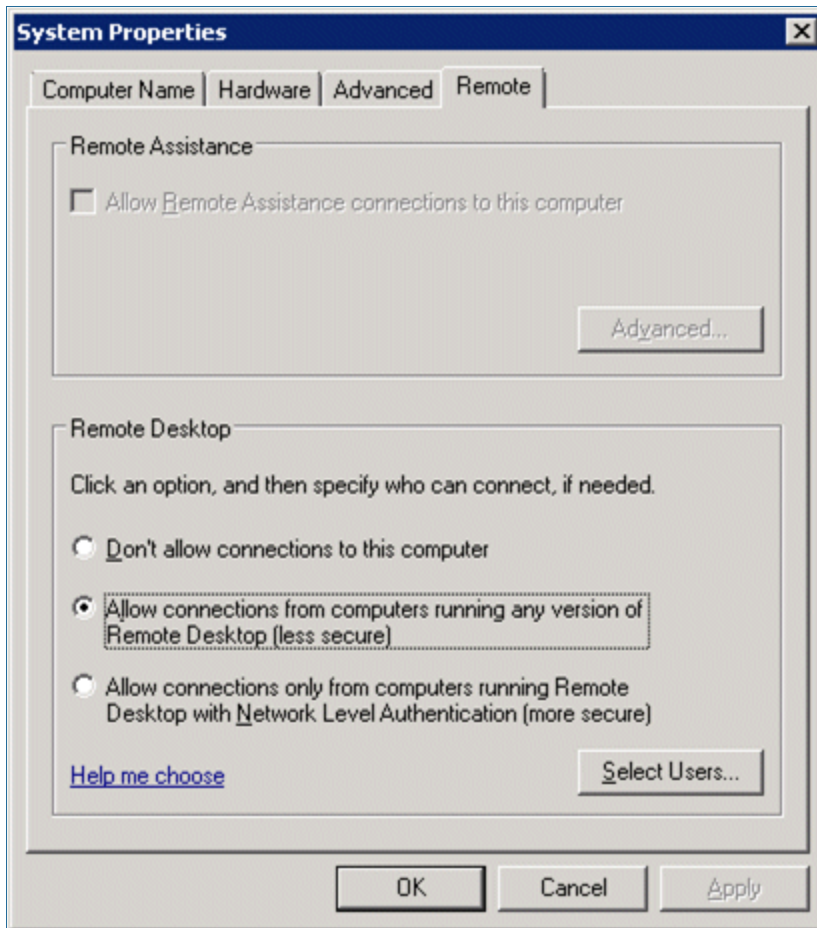 System Properties
Computer Name
Hardware
Advanced
Remote
Remote Assistance
Allow Remote Assistance connections to this computer
Advanced...
Remote Desktop
Click an option, and then specify who can connect, if needed.
Don't allow connections to this computer
Allow connections from computers running any version of
Remote Desktop (less secure)
Allow connections only from computers running Remote
Desktop with Network Level Authentication (more secure)
Help me choose
Select Users...
OK
Cancel
Apply